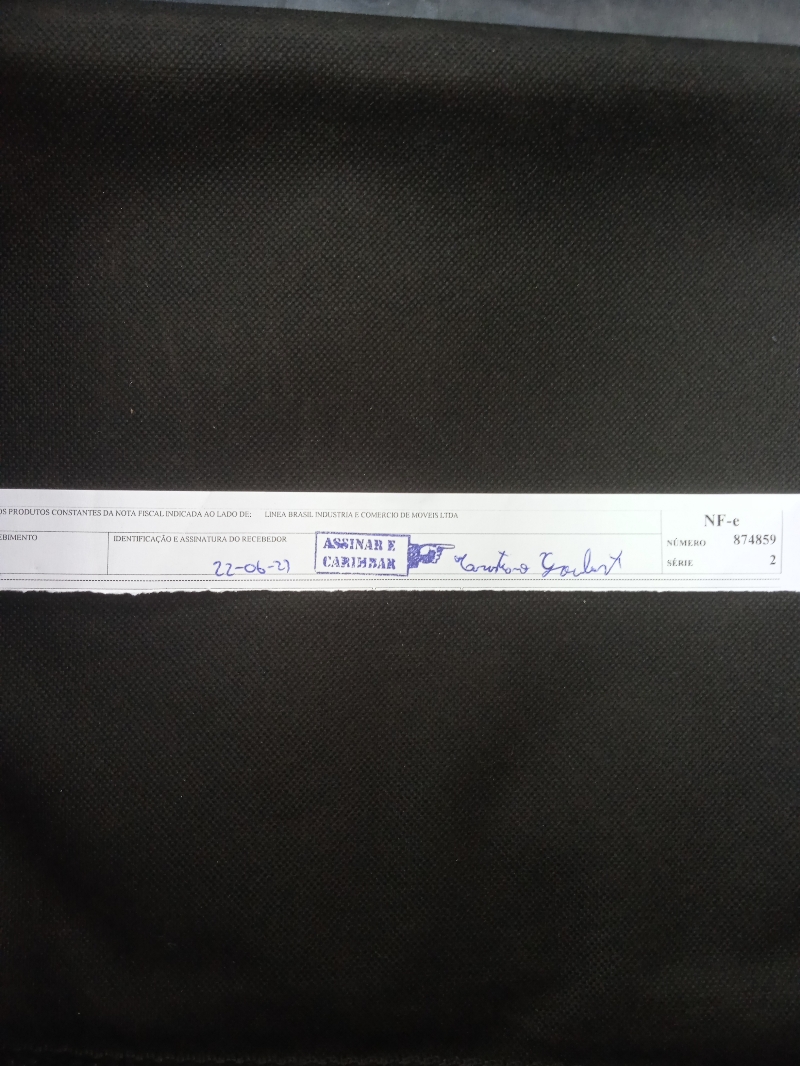 OS PRODUTOS CONSTANTES DA NOTA FISCAL INDICADA AO LADO DE: LINEA BRASIL INDUSTRIA E COMERCIO DE MOVEIS LTDA
NF-e
EBIMENTO
IDENTIFICAÇÃO E ASSINATURA DO RECEBEDOR
22-06-21
ASSINAR E
CARIMBAR
NÚMERO 874859
SÉRIE 2